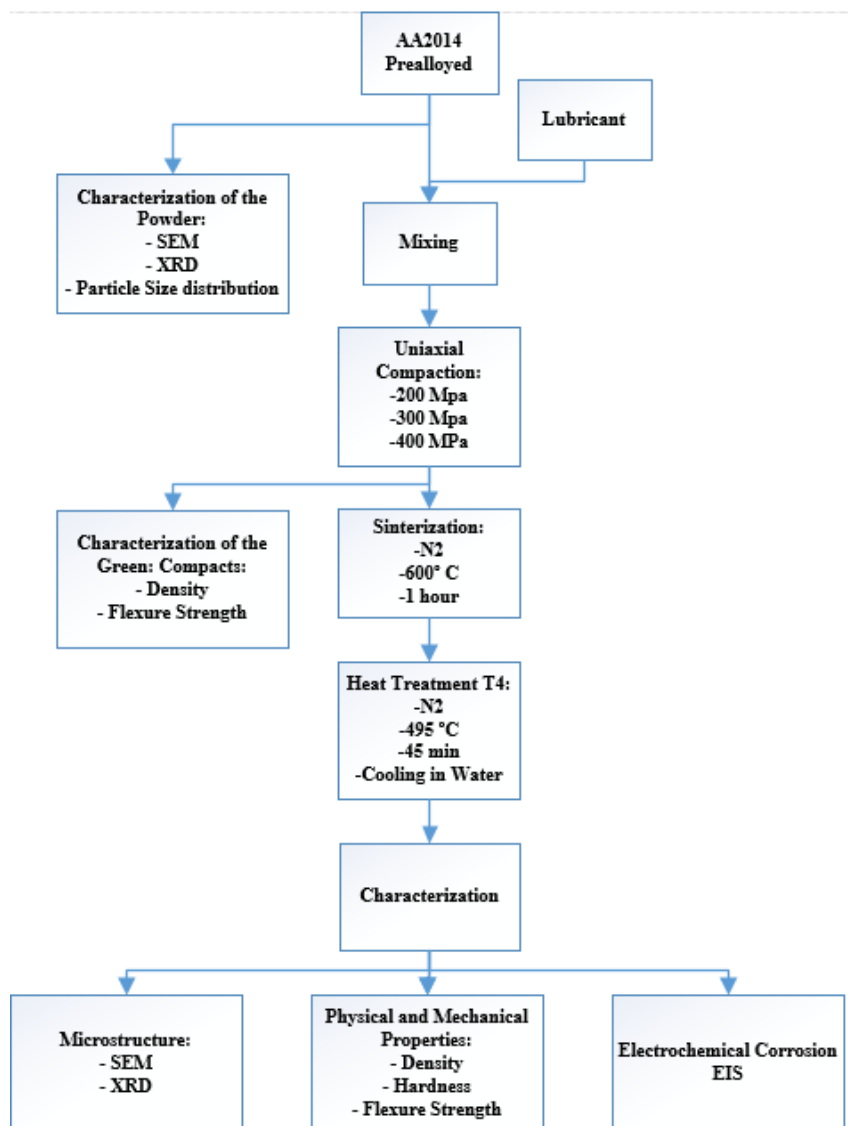 AA2014
Prealloyed
Lubricant
Characterization of the
Powder:
- SEM
- XRD
- Particle Size distribution
Mixing
Uniaxial
Compaction:
-200 Mpa
-300 Mpa
-400 MPa
Characterization of the
Green: Compacts:
- Density
- Flexure Strength
Sinterization:
-N2
-600° C
-1 hour
Heat Treatment T4:
-N2
-495 °C
-45 min
-Cooling in Water
Characterization
Microstructure:
- SEM
- XRD
Physical and Mechanical
Properties:
- Density
- Hardness
- Flexure Strength
Electrochemical Corrosion
EIS